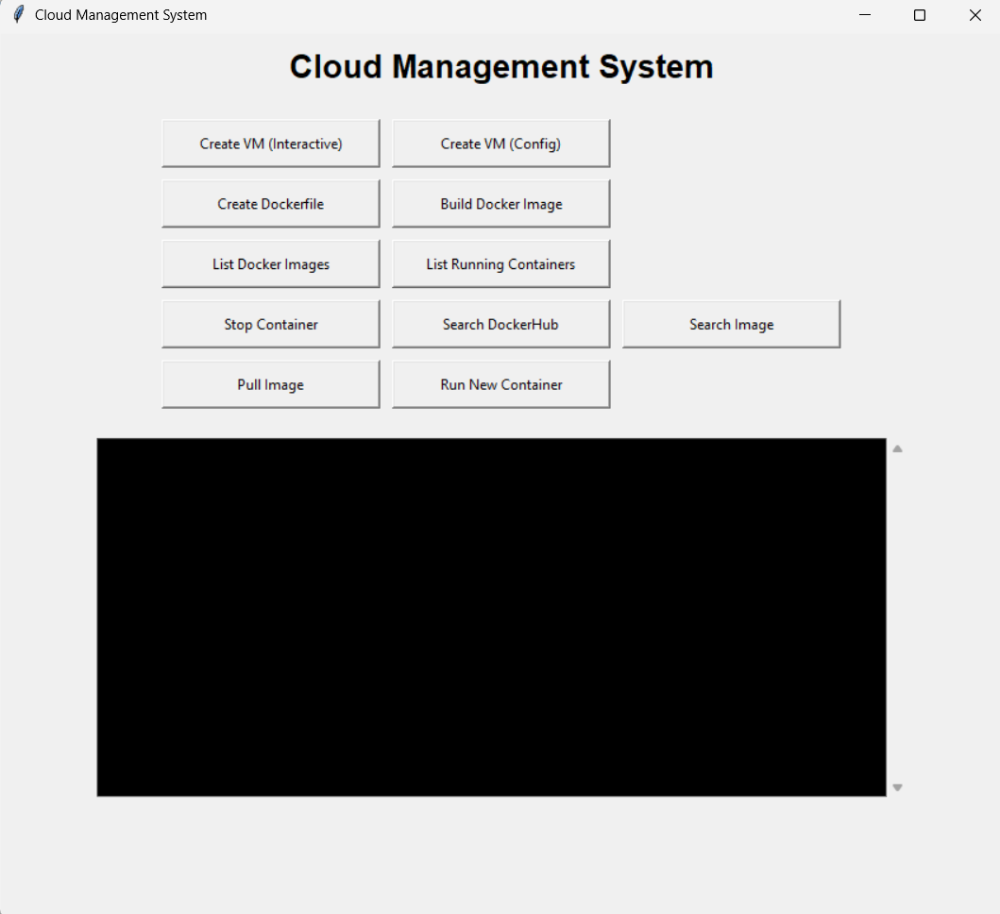 Cloud Management System
Cloud Management System
Create VM (Interactive) Create VM (Config)
Create Dockerfile Build Docker Image
List Docker Images List Running Containers
Stop Container Search DockerHub Search Image
Pull Image Run New Container